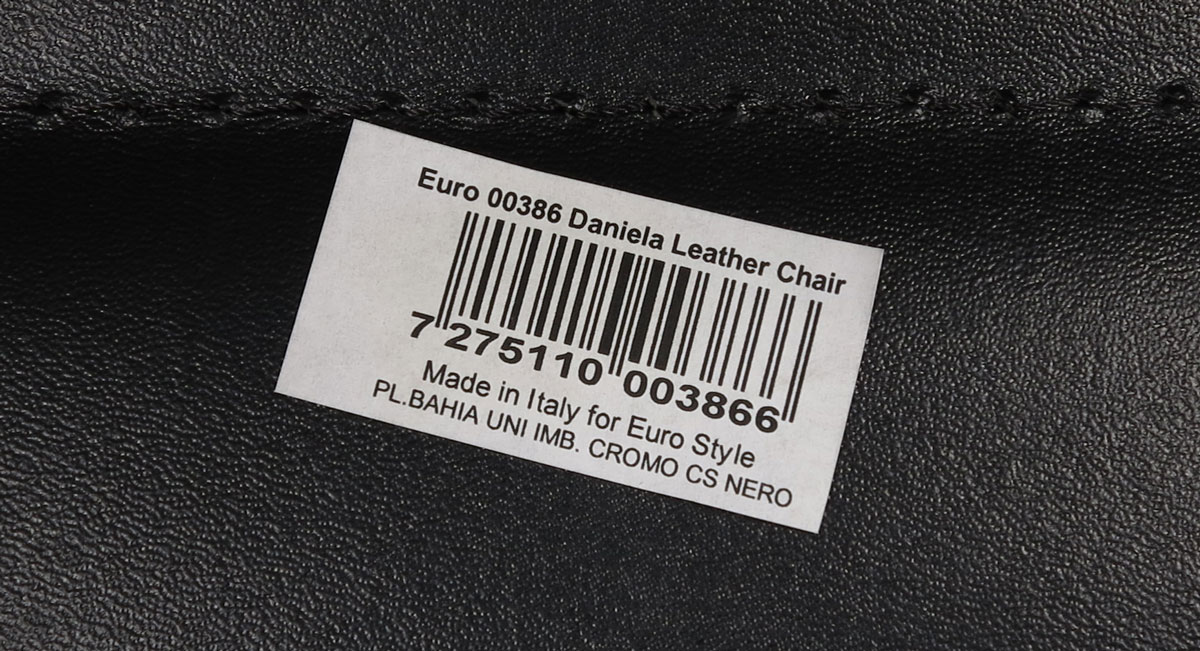 Euro 00386 Daniela Leather Chair
7 275110 003866
Made in Italy for Euro Style
PL.BAHIA UNI IMB. CROMO CS NERO